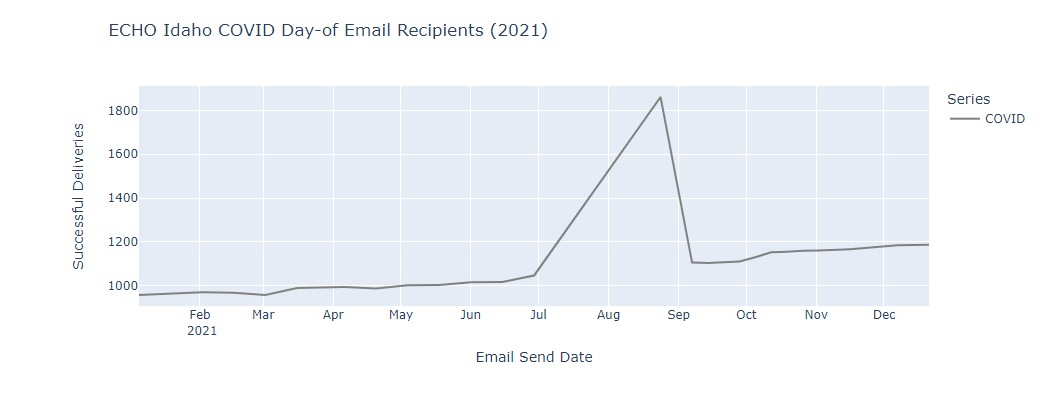 ECHO Idaho COVID Day-of Email Recipients (2021)
Series
COVID
Successful Deliveries
1800
1600
1400
1200
1000
Feb Mar Apr May Jun Jul Aug Sep Oct Nov Dec
2021
Email Send Date